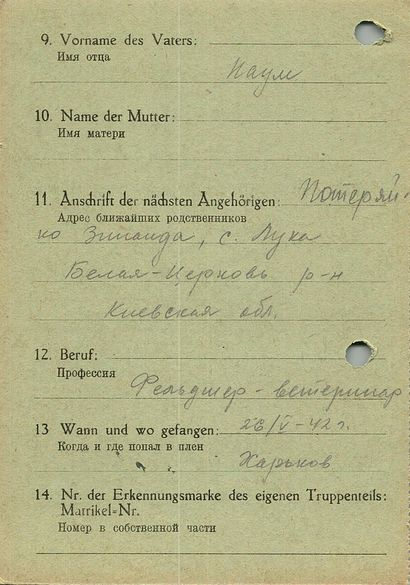 9. Vorname des Vaters:
Имя отца
Наум
10. Name der Mutter:
Имя матери
11. Anschrift der nächsten Angehörigen: Потеряй-
Адрес ближайших родственников
ко Зинаида, с. Лука
Белая-Церковь р-н
Киевская обл.
12. Beruf:
Профессия
Фельдшер-ветеринар
13 Wann und wo gefangen: 26/V-42 г.
Когда и где попал в плен
Харьков
14. Nr. der Erkennungsmarke des eigenen Truppenteils:
Matrikel=Nr.
Номер в собственной части